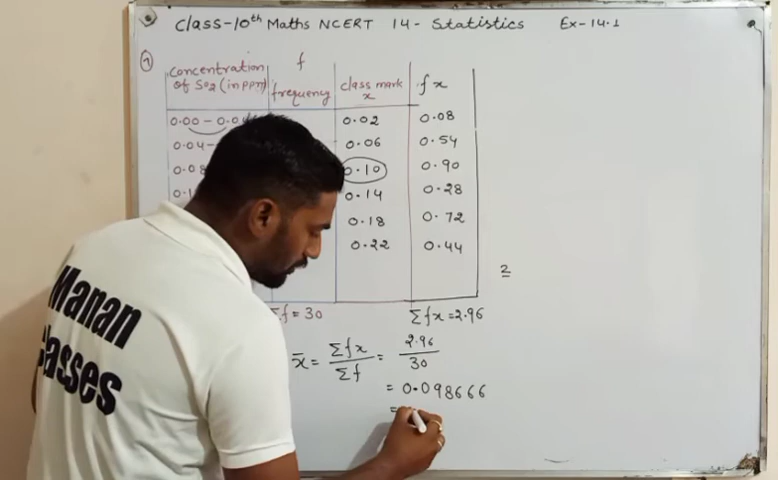 Class-10th Maths NCERT 14- Statistics Ex-14.1
7
concentration of SO2 (in ppm) f frequency class mark x fx
0.00-0.0 0.02 0.08
0.04- 0.06 0.54
0.08 0.10 0.90
0.1 0.14 0.28
0.18 0.72
0.22 0.44
2
f = 30 Σfx = 2.96
x̄ = Σfx / Σf = 2.96 / 30
= 0.098666
=
Manan
Classes